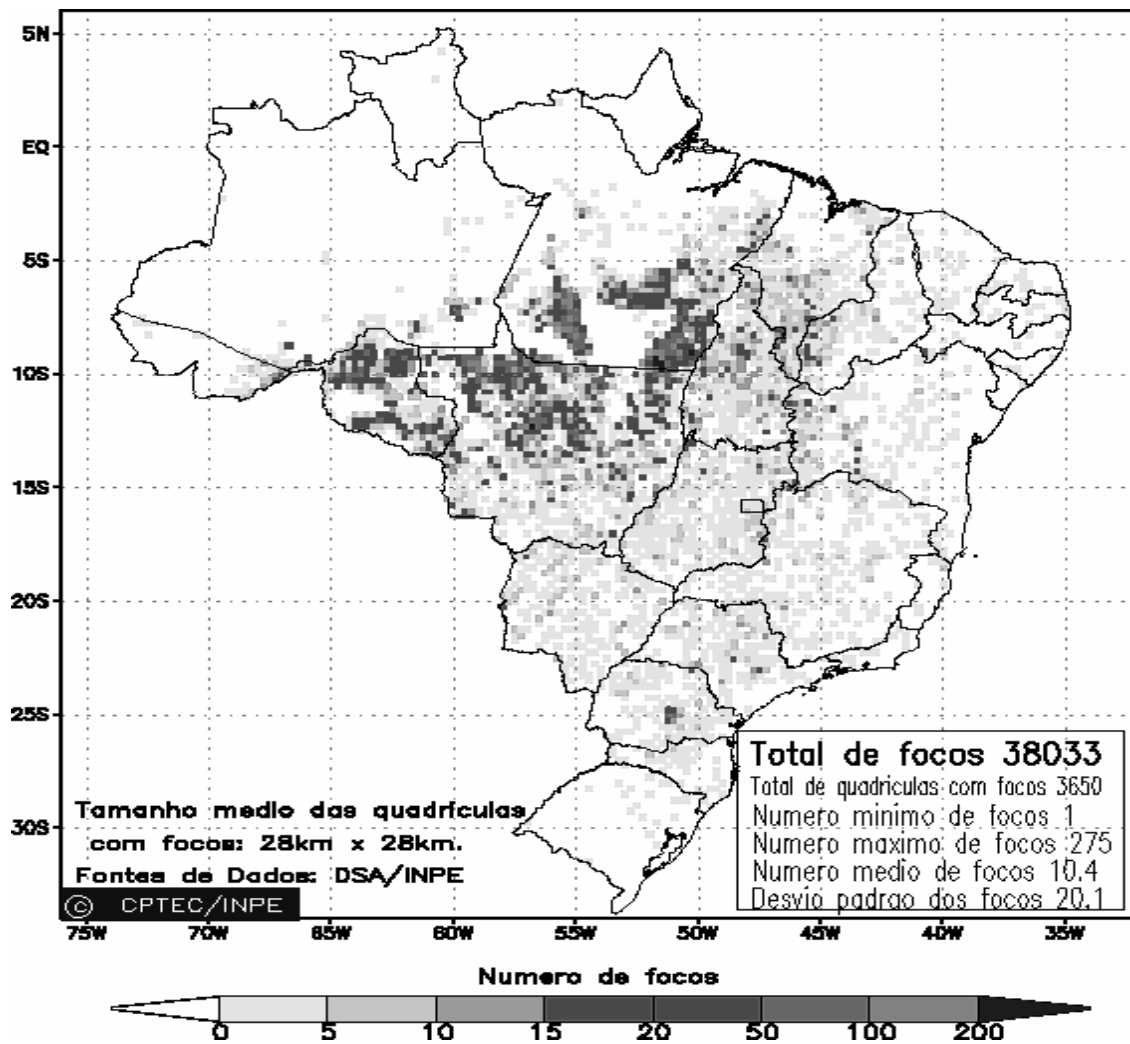 5N
EQ
5S
10S
15S
20S
25S
30S
Total de focos 38033
Total de quadrículas com focos 3650
Numero minimo de focos 1
Numero maximo de focos 275
Numero medio de focos 10.4
Desvio padrao dos focos 20.1
Tamanho medio das quadrículas
com focos: 28km x 28km.
Fontes de Dados: DSA/INPE
© CPTEC/INPE
75W 70W 65W 60W 55W 50W 45W 40W 35W
Numero de focos
0 5 10 15 20 50 100 200